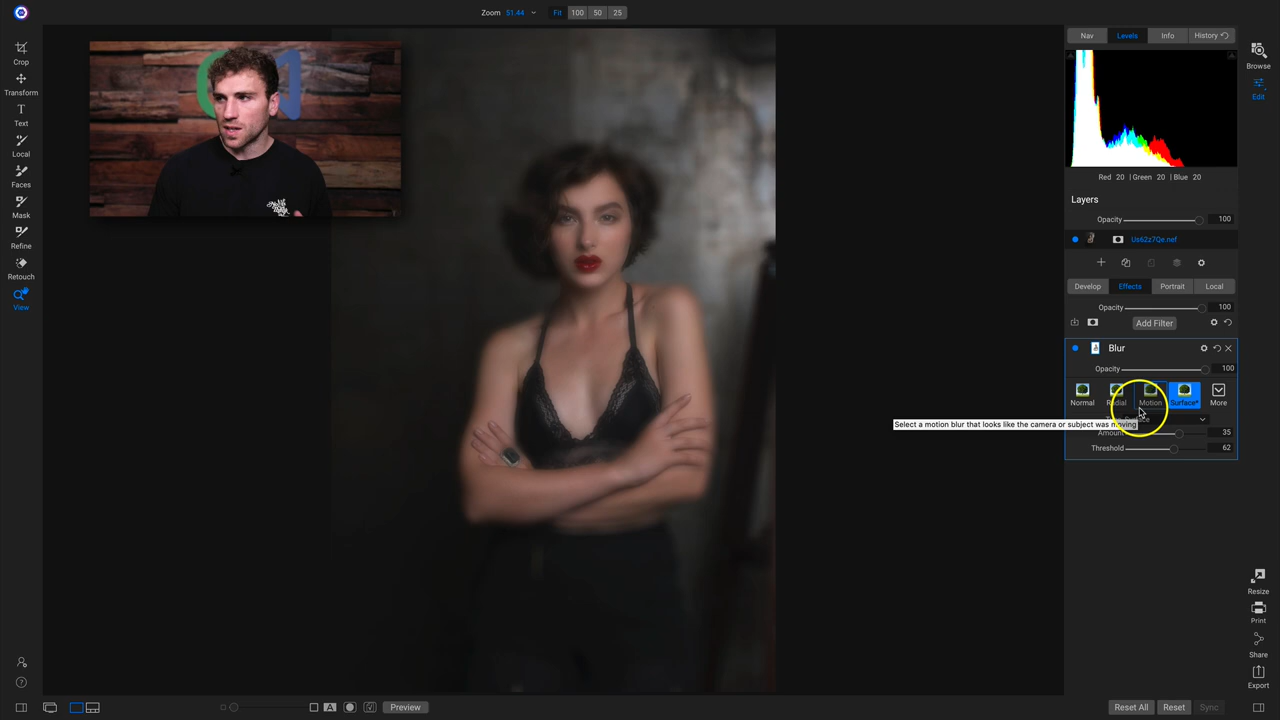 Zoom 51.44 Fit 100 50 25
Crop
Transform
Text
Local
Faces
Mask
Refine
Retouch
View
Nav Levels Info History
Red 20 | Green 20 | Blue 20
Layers
Opacity 100
Us62z7Qe.nef
Develop Effects Portrait Local
Opacity 100
Add Filter
Blur
Opacity 100
Normal Radial Motion Surface* More
Surface
Select a motion blur that looks like the camera or subject was moving
Amount 35
Threshold 62
Browse
Edit
Resize
Print
Share
Export
A Preview
Reset All Reset Sync